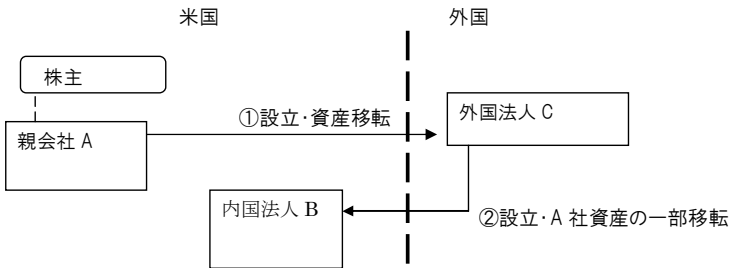 米国
外国
株主
①設立・資産移転
外国法人 C
親会社 A
内国法人 B
②設立・A 社資産の一部移転